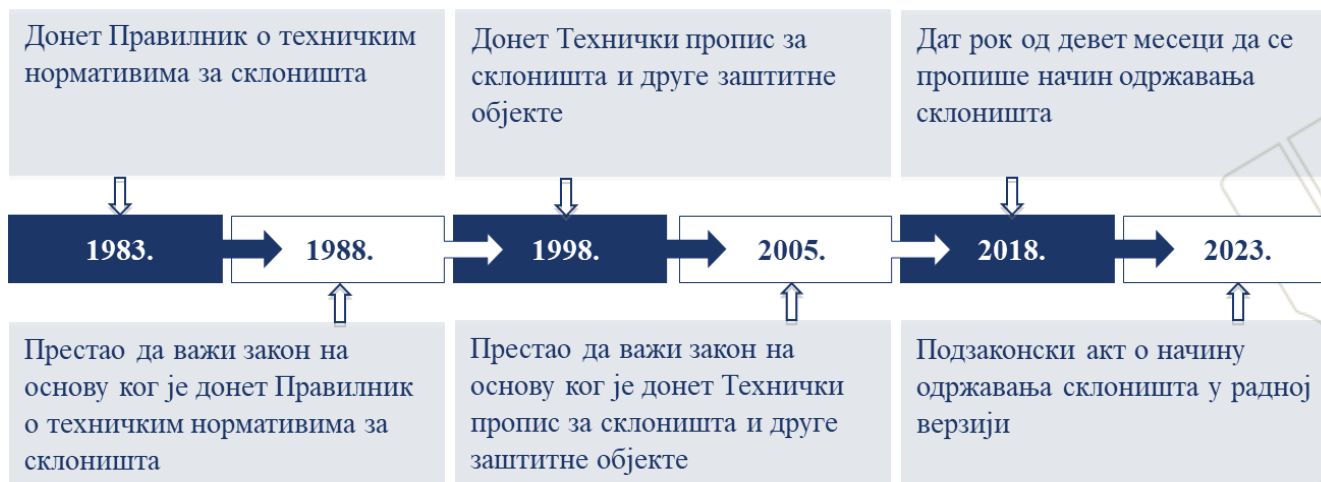 Донет Правилник о техничким
нормативима за склоништа
Донет Технички пропис за
склоништа и друге заштитне
објекте
Дат рок од девет месеци да се
пропише начин одржавања
склоништа
1983.
1988.
1998.
2005.
2018.
2023.
Престао да важи закон на
основу ког је донет Правилник
о техничким нормативима за
склоништа
Престао да важи закон на
основу ког је донет Технички
пропис за склоништа и друге
заштитне објекте
Подзаконски акт о начину
одржавања склоништа у радној
верзији